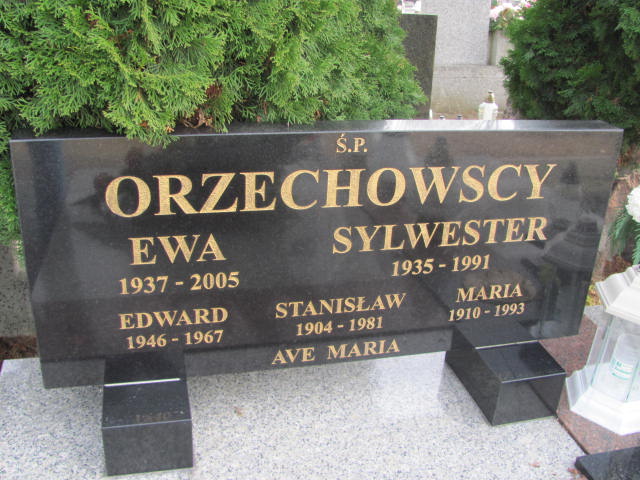 Ś.P.
ORZECHOWSCY
EWA SYLWESTER
1937 - 2005 1935 - 1991
EDWARD STANISŁAW MARIA
1946 - 1967 1904 - 1981 1910 - 1993
AVE MARIA